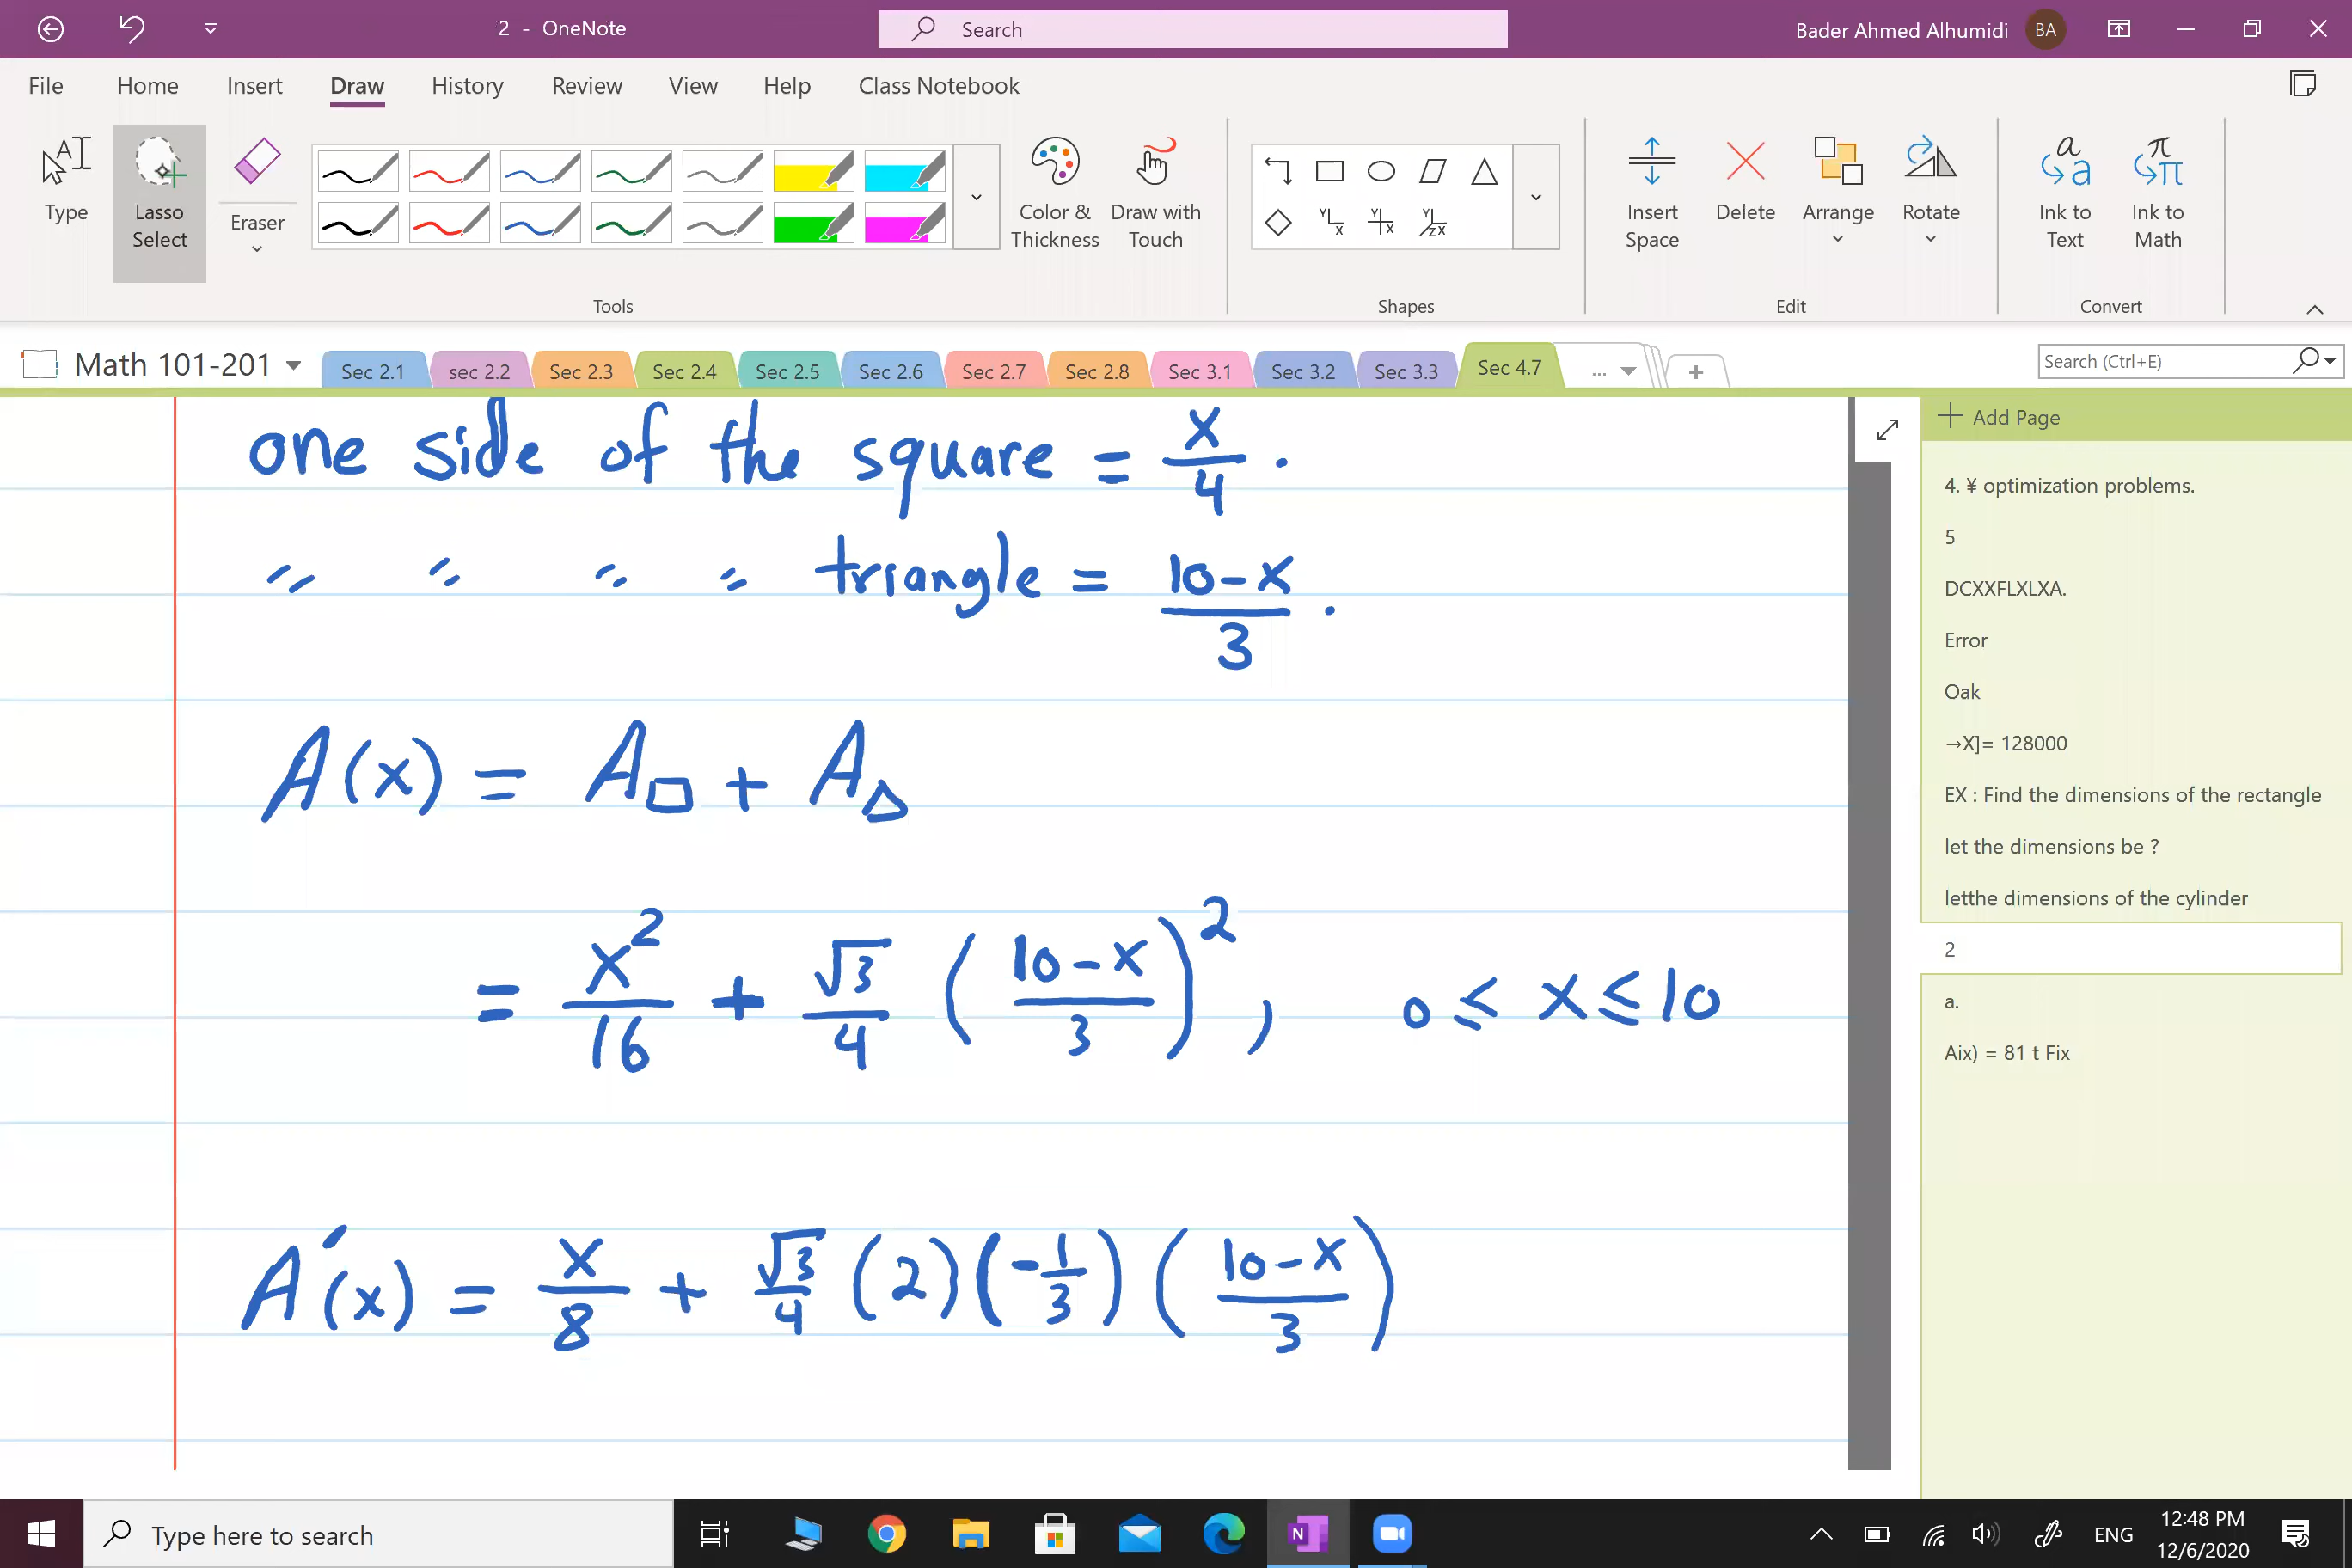 2 - OneNote
Search
Bader Ahmed Alhumidi BA
File Home Insert Draw History Review View Help Class Notebook
Type
Lasso Select
Eraser
Color & Thickness
Draw with Touch
Insert Space
Delete
Arrange
Rotate
Ink to Text
Ink to Math
Tools Shapes Edit Convert
Math 101-201 Sec 2.1 sec 2.2 Sec 2.3 Sec 2.4 Sec 2.5 Sec 2.6 Sec 2.7 Sec 2.8 Sec 3.1 Sec 3.2 Sec 3.3 Sec 4.7 ... +
Search (Ctrl+E)
one side of the square = x/4 .
〃 〃 〃 〃 triangle = (10-x)/3 .
A(x) = A□ + A△
= x²/16 + √3/4 ((10-x)/3)² , 0 ≤ x ≤ 10
A′(x) = x/8 + √3/4 (2)(-1/3)((10-x)/3)
+ Add Page
4. ¥ optimization problems.
5
DCXXFLXLXA.
Error
Oak
→X]= 128000
EX : Find the dimensions of the rectangle
let the dimensions be ?
letthe dimensions of the cylinder
2
a.
Aix) = 81 t Fix
Type here to search
ENG
12:48 PM
12/6/2020